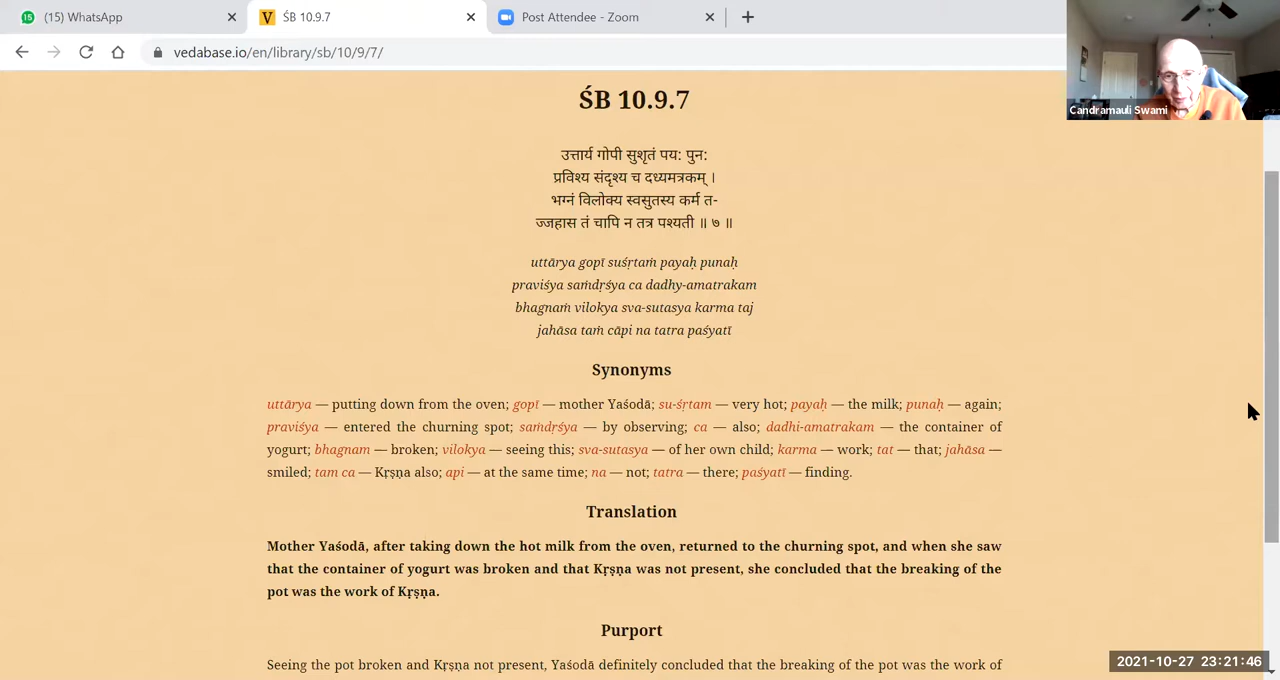 (15) WhatsApp
ŚB 10.9.7
Post Attendee - Zoom
vedabase.io/en/library/sb/10/9/7/
Candramauli Swami
ŚB 10.9.7
उत्तार्य गोपी सुशृतं पय: पुन:
प्रविश्य संदृश्य च दध्यमत्रकम् ।
भग्नं विलोक्य स्वसुतस्य कर्म त-
ज्जहास तं चापि न तत्र पश्यती ॥ ७ ॥
uttārya gopī suśṛtaṁ payaḥ punaḥ
praviśya saṁdṛśya ca dadhy-amatrakam
bhagnaṁ vilokya sva-sutasya karma taj
jahāsa taṁ cāpi na tatra paśyatī
Synonyms
uttārya — putting down from the oven; gopī — mother Yaśodā; su-śṛtam — very hot; payaḥ — the milk; punaḥ — again;
praviśya — entered the churning spot; saṁdṛśya — by observing; ca — also; dadhi-amatrakam — the container of
yogurt; bhagnam — broken; vilokya — seeing this; sva-sutasya — of her own child; karma — work; tat — that; jahāsa —
smiled; tam ca — Kṛṣṇa also; api — at the same time; na — not; tatra — there; paśyatī — finding.
Translation
Mother Yaśodā, after taking down the hot milk from the oven, returned to the churning spot, and when she saw
that the container of yogurt was broken and that Kṛṣṇa was not present, she concluded that the breaking of the
pot was the work of Kṛṣṇa.
Purport
Seeing the pot broken and Kṛṣṇa not present, Yaśodā definitely concluded that the breaking of the pot was the work of
2021-10-27 23:21:46